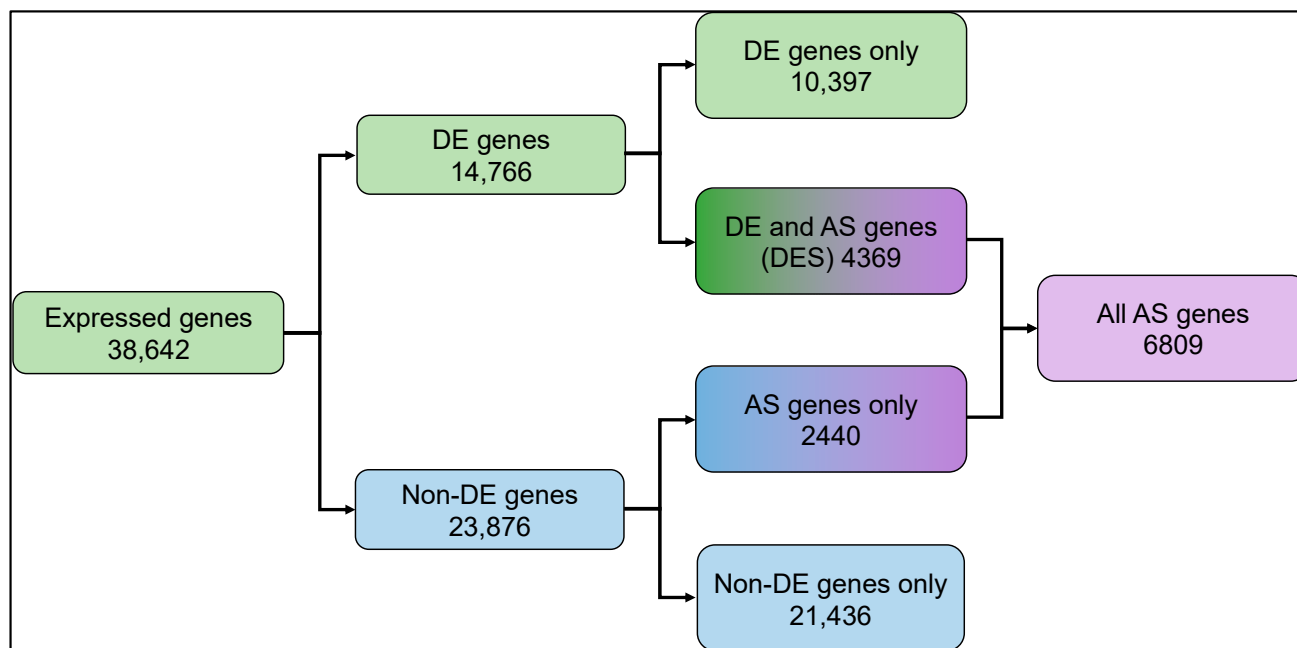 DE genes only
10,397
DE genes
14,766
DE and AS genes
(DES) 4369
Expressed genes
38,642
All AS genes
6809
AS genes only
2440
Non-DE genes
23,876
Non-DE genes only
21,436